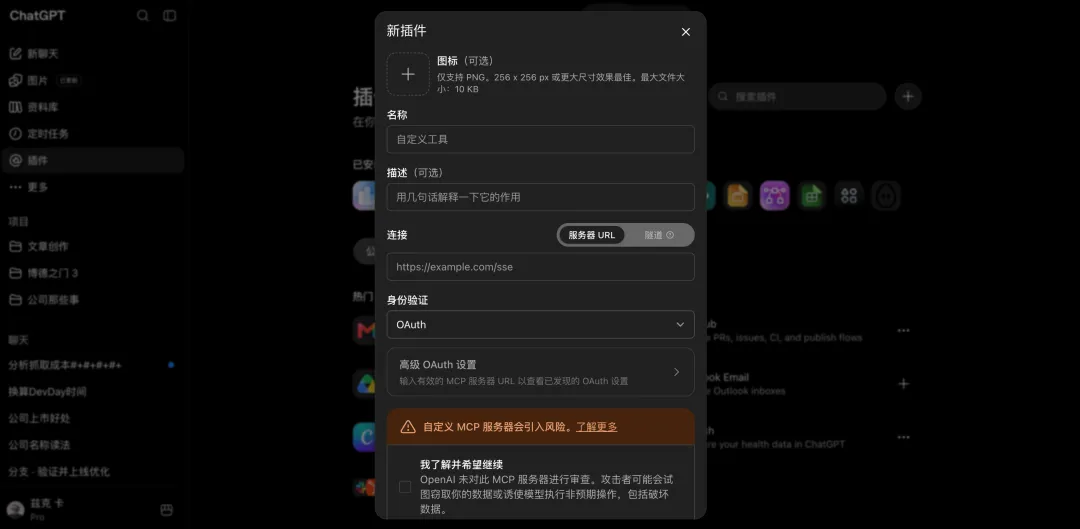 ChatGPT
新聊天
图片 已更新
资料库
定时任务
插件
更多
项目
文章创作
博德之门 3
公司那些事
聊天
分析抓取成本#+#+#+#+
换算DevDay时间
公司上市好处
公司名称读法
分支 - 验证并上线优化
兹克 卡
Pro
插
在你
搜索插件
已安
公
热门
ub
PRs, issues, CI, and publish flows
ook Email
Outlook inboxes
th
re your health data in ChatGPT
新插件
图标（可选）
仅支持 PNG。256 x 256 px 或更大尺寸效果最佳。最大文件大
小：10 KB
名称
自定义工具
描述（可选）
用几句话解释一下它的作用
连接
服务器 URL
隧道
https://example.com/sse
身份验证
OAuth
高级 OAuth 设置
输入有效的 MCP 服务器 URL 以查看已发现的 OAuth 设置
自定义 MCP 服务器会引入风险。了解更多
我了解并希望继续
OpenAI 未对此 MCP 服务器进行审查。攻击者可能会试
图窃取你的数据或诱使模型执行非预期操作，包括破坏
数据。